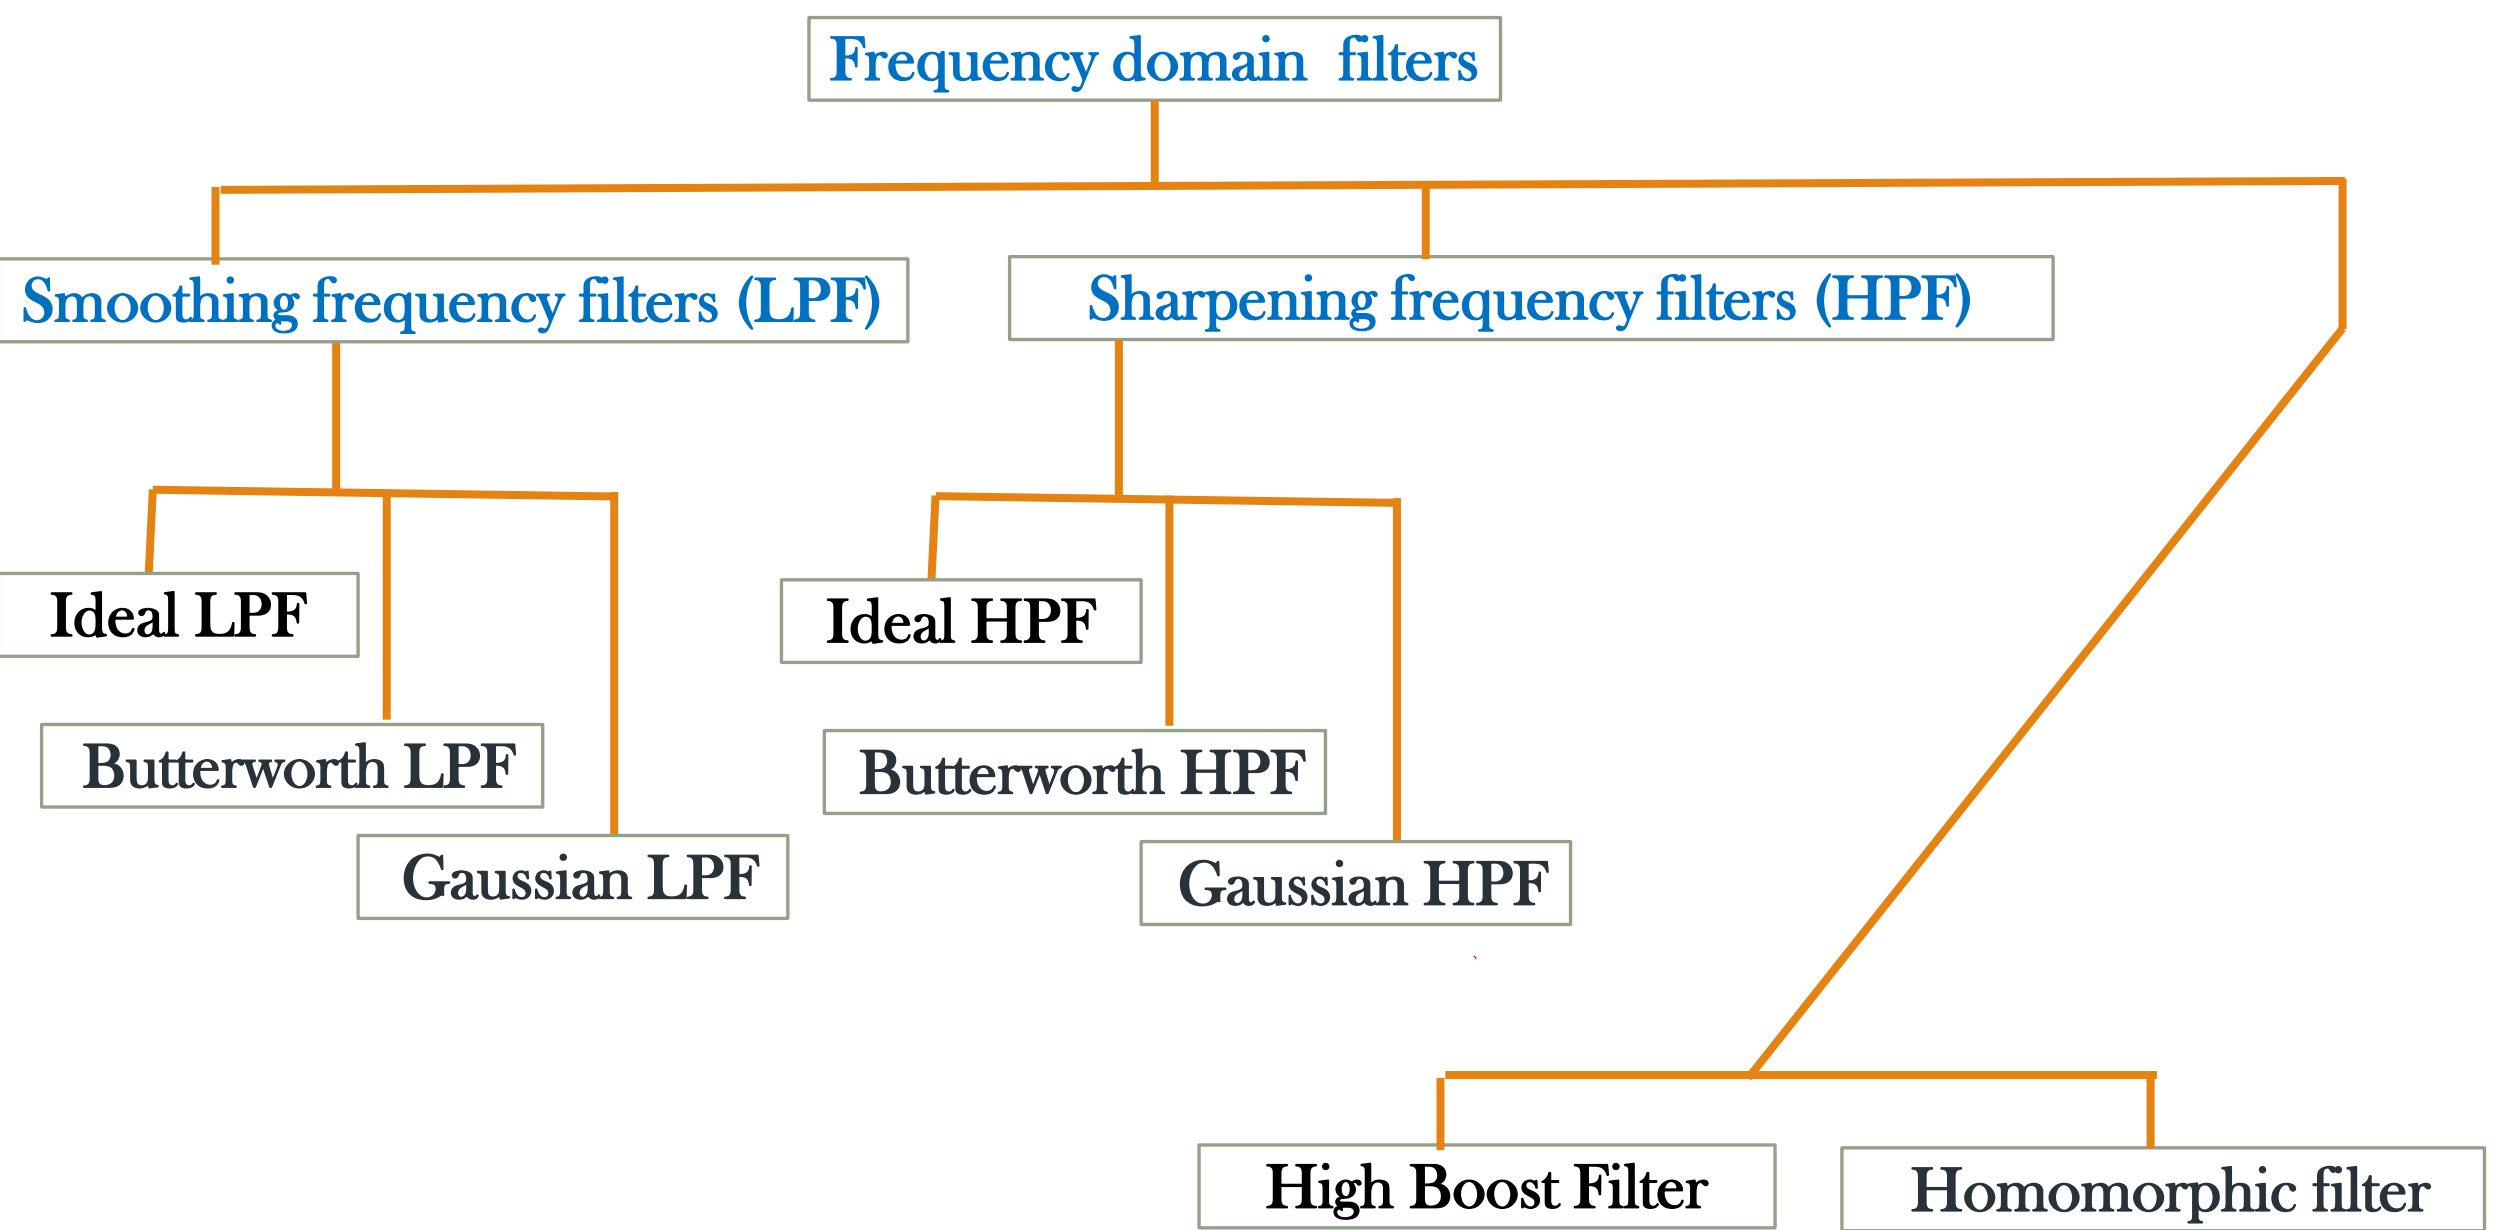 Frequency domain  filters
Smoothing frequency filters (LPF)
Sharpening frequency filters (HPF)
Ideal LPF
Ideal HPF
Butterworth LPF
Butterworth HPF
Gaussian LPF
Gaussian HPF
High Boost Filter
Homomorphic filter